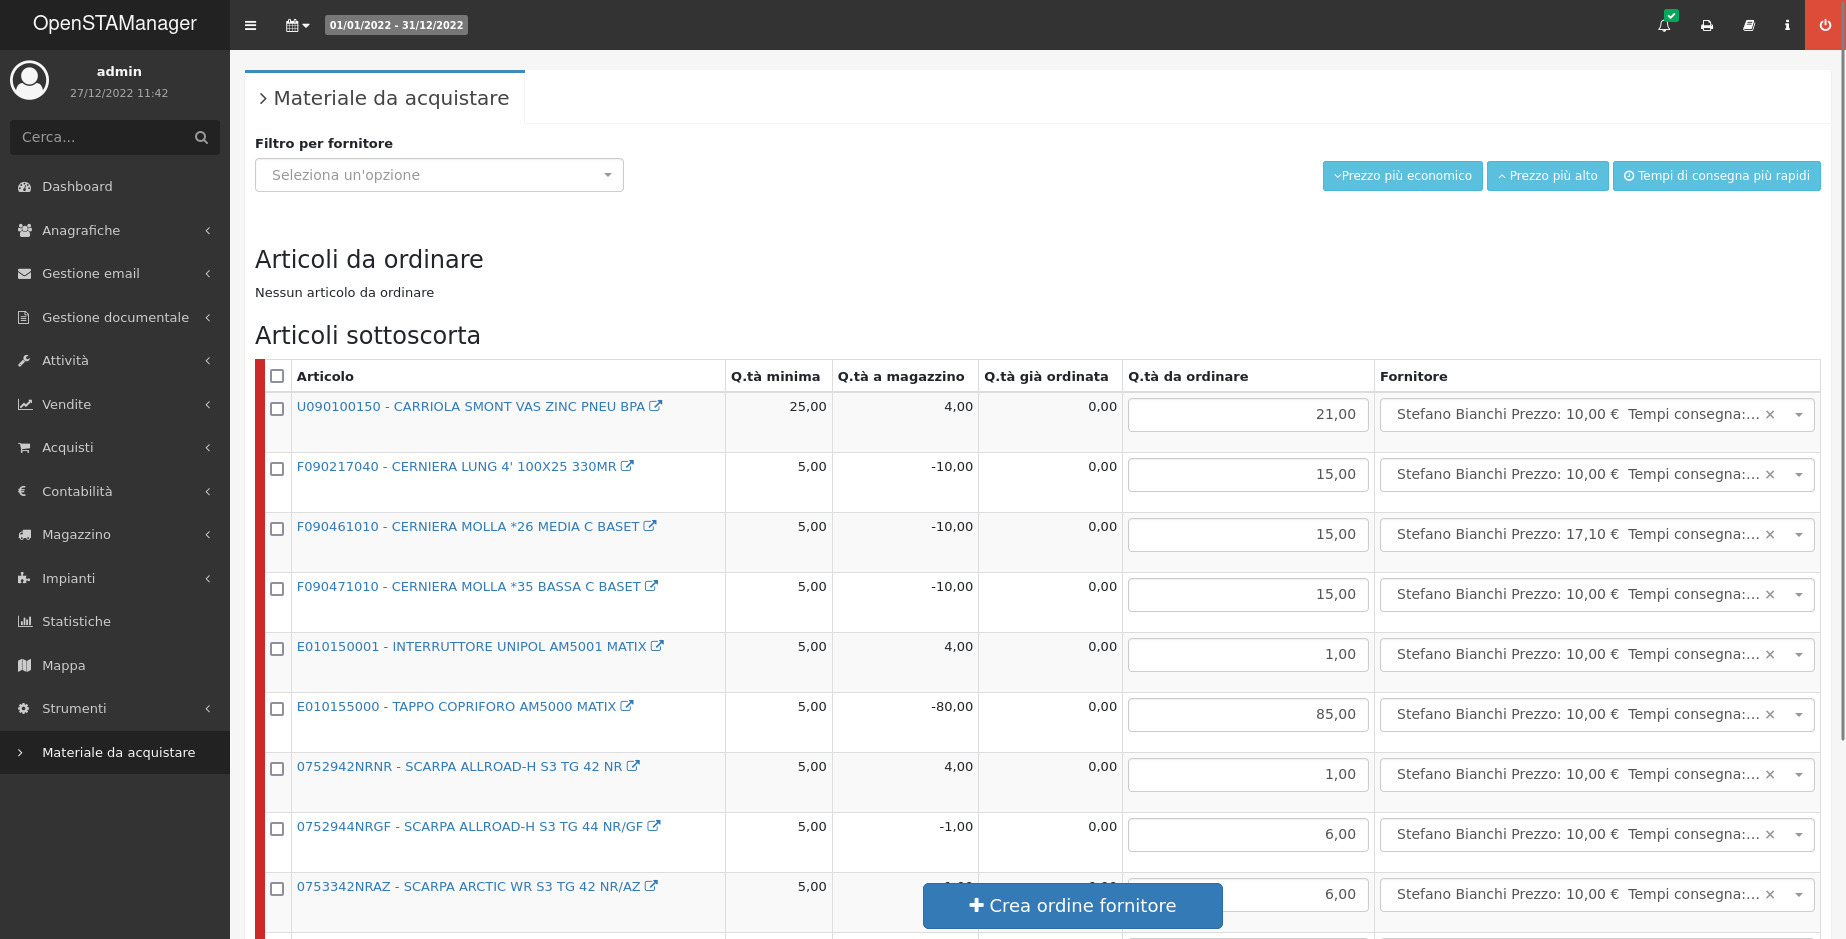 OpenSTAManager
01/01/2022 - 31/12/2022
admin
27/12/2022 11:42
Cerca...
Dashboard
Anagrafiche
Gestione email
Gestione documentale
Attività
Vendite
Acquisti
€ Contabilità
Magazzino
Impianti
Statistiche
Mappa
Strumenti
Materiale da acquistare
Materiale da acquistare
Filtro per fornitore
Seleziona un'opzione
Prezzo più economico
Prezzo più alto
Tempi di consegna più rapidi
Articoli da ordinare
Nessun articolo da ordinare
Articoli sottoscorta
Articolo Q.tà minima Q.tà a magazzino Q.tà già ordinata Q.tà da ordinare Fornitore
U090100150 - CARRIOLA SMONT VAS ZINC PNEU BPA 25,00 4,00 0,00 21,00 Stefano Bianchi Prezzo: 10,00 € Tempi consegna:... ×
F090217040 - CERNIERA LUNG 4' 100X25 330MR 5,00 -10,00 0,00 15,00 Stefano Bianchi Prezzo: 10,00 € Tempi consegna:... ×
F090461010 - CERNIERA MOLLA *26 MEDIA C BASET 5,00 -10,00 0,00 15,00 Stefano Bianchi Prezzo: 17,10 € Tempi consegna:... ×
F090471010 - CERNIERA MOLLA *35 BASSA C BASET 5,00 -10,00 0,00 15,00 Stefano Bianchi Prezzo: 10,00 € Tempi consegna:... ×
E010150001 - INTERRUTTORE UNIPOL AM5001 MATIX 5,00 4,00 0,00 1,00 Stefano Bianchi Prezzo: 10,00 € Tempi consegna:... ×
E010155000 - TAPPO COPRIFORO AM5000 MATIX 5,00 -80,00 0,00 85,00 Stefano Bianchi Prezzo: 10,00 € Tempi consegna:... ×
0752942NRNR - SCARPA ALLROAD-H S3 TG 42 NR 5,00 4,00 0,00 1,00 Stefano Bianchi Prezzo: 10,00 € Tempi consegna:... ×
0752944NRGF - SCARPA ALLROAD-H S3 TG 44 NR/GF 5,00 -1,00 0,00 6,00 Stefano Bianchi Prezzo: 10,00 € Tempi consegna:... ×
0753342NRAZ - SCARPA ARCTIC WR S3 TG 42 NR/AZ 5,00 6,00 Stefano Bianchi Prezzo: 10,00 € Tempi consegna:... ×
Crea ordine fornitore